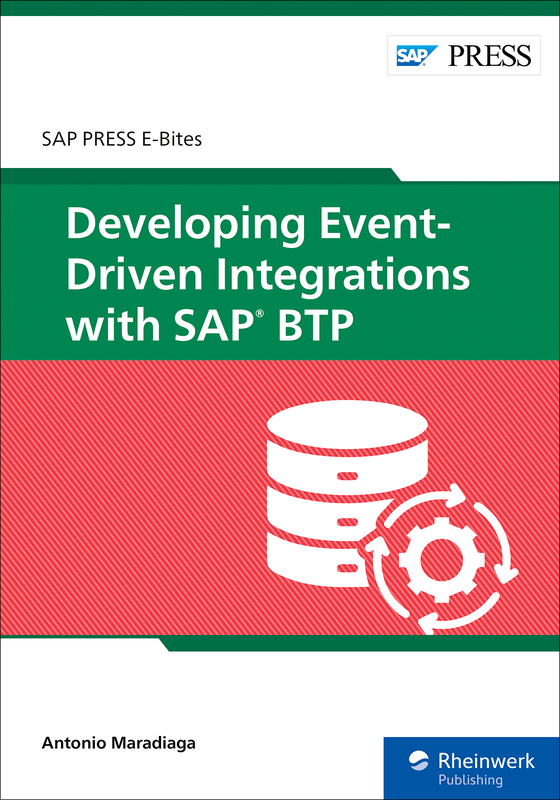 SAP PRESS
SAP PRESS E-Bites
Developing Event-
Driven Integrations
with SAP® BTP
Antonio Maradiaga
Rheinwerk
Publishing